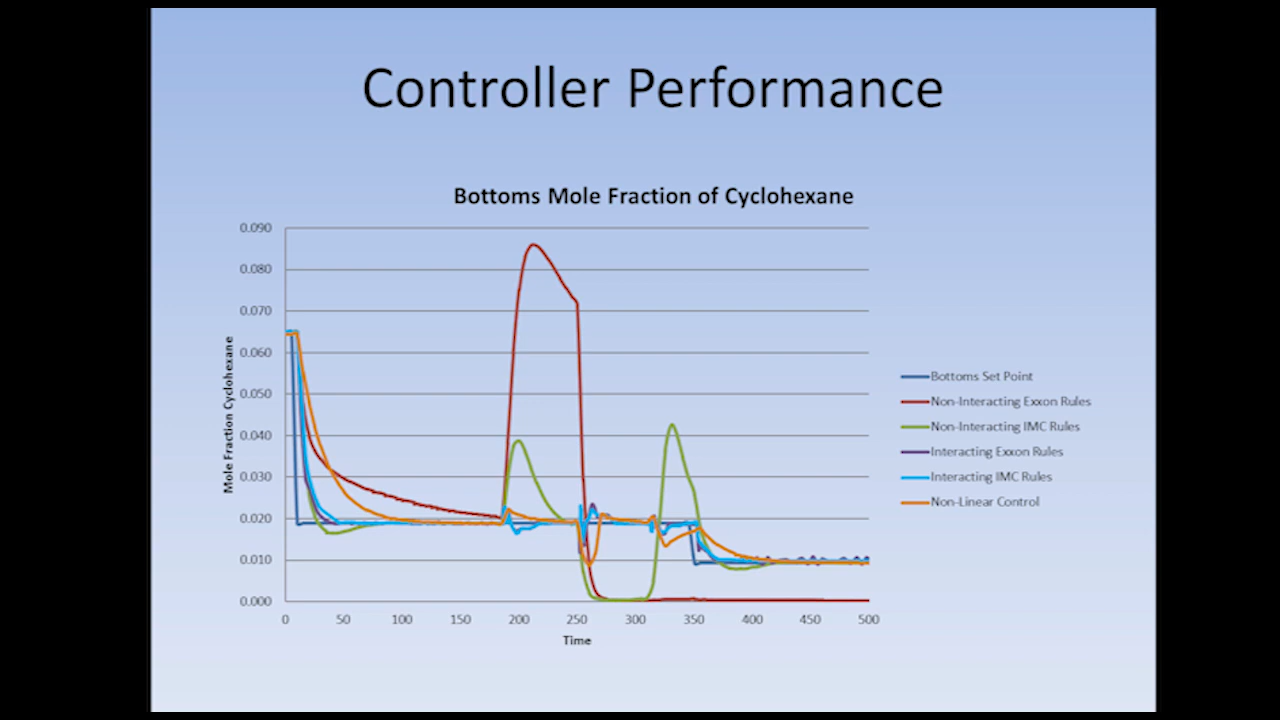 Controller Performance
Bottoms Mole Fraction of Cyclohexane
0.090
0.080
0.070
0.060
0.050
0.040
0.030
0.020
0.010
0.000
Mole Fraction Cyclohexane
0 50 100 150 200 250 300 350 400 450 500
Time
Bottoms Set Point
Non-Interacting Exxon Rules
Non-Interacting IMC Rules
Interacting Exxon Rules
Interacting IMC Rules
Non-Linear Control